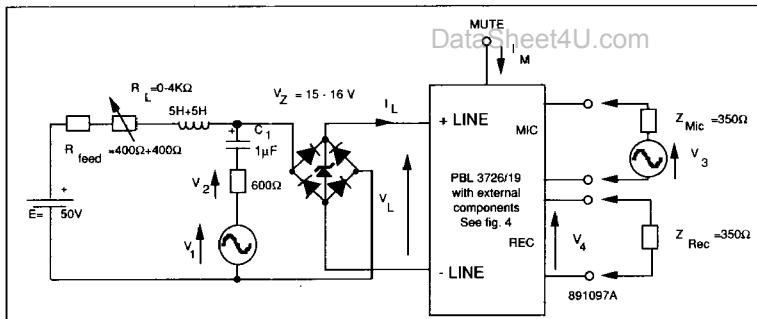 MUTE
DataSheet4U.com
I M
R L =0-4KΩ
5H+5H
V Z = 15 - 16 V
I L
+ LINE
MIC
Z Mic =350Ω
R feed =400Ω+400Ω
+ C 1
1µF
V 3
PBL 3726/19
with external
components
See fig. 4
V 2
600Ω
V L
+
E= 50V
REC
V 4
Z Rec =350Ω
V 1
- LINE
891097A